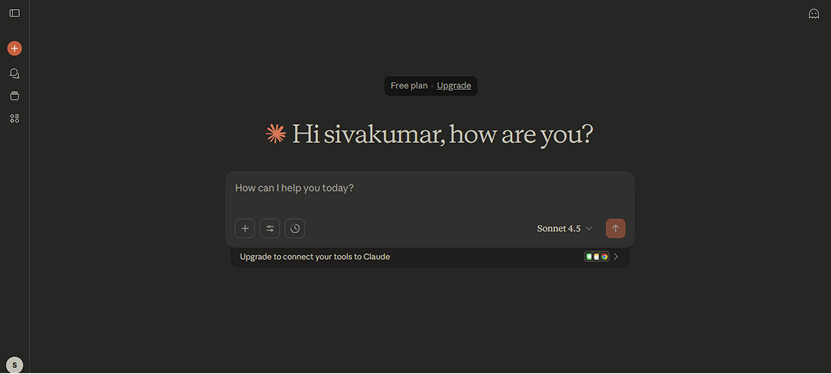 Free plan · Upgrade
Hi sivakumar, how are you?
How can I help you today?
Sonnet 4.5
Upgrade to connect your tools to Claude
S